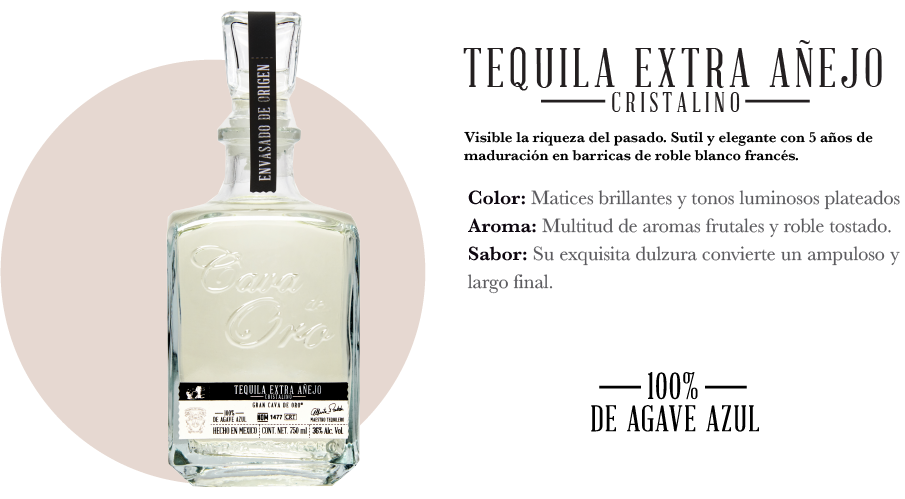 ENVASADO DE ORIGEN
Cava
de
Oro
TEQUILA EXTRA AÑEJO
CRISTALINO
GRAN CAVA DE ORO
100%
DE AGAVE AZUL
NOM 1477 CRT
MAESTRO TEQUILERO
HECHO EN MEXICO CONT. NET. 750 ml 36% Alc. Vol.
TEQUILA EXTRA AÑEJO
CRISTALINO
Visible la riqueza del pasado. Sutil y elegante con 5 años de
maduración en barricas de roble blanco francés.
Color: Matices brillantes y tonos luminosos plateados
Aroma: Multitud de aromas frutales y roble tostado.
Sabor: Su exquisita dulzura convierte un ampuloso y
largo final.
100%
DE AGAVE AZUL